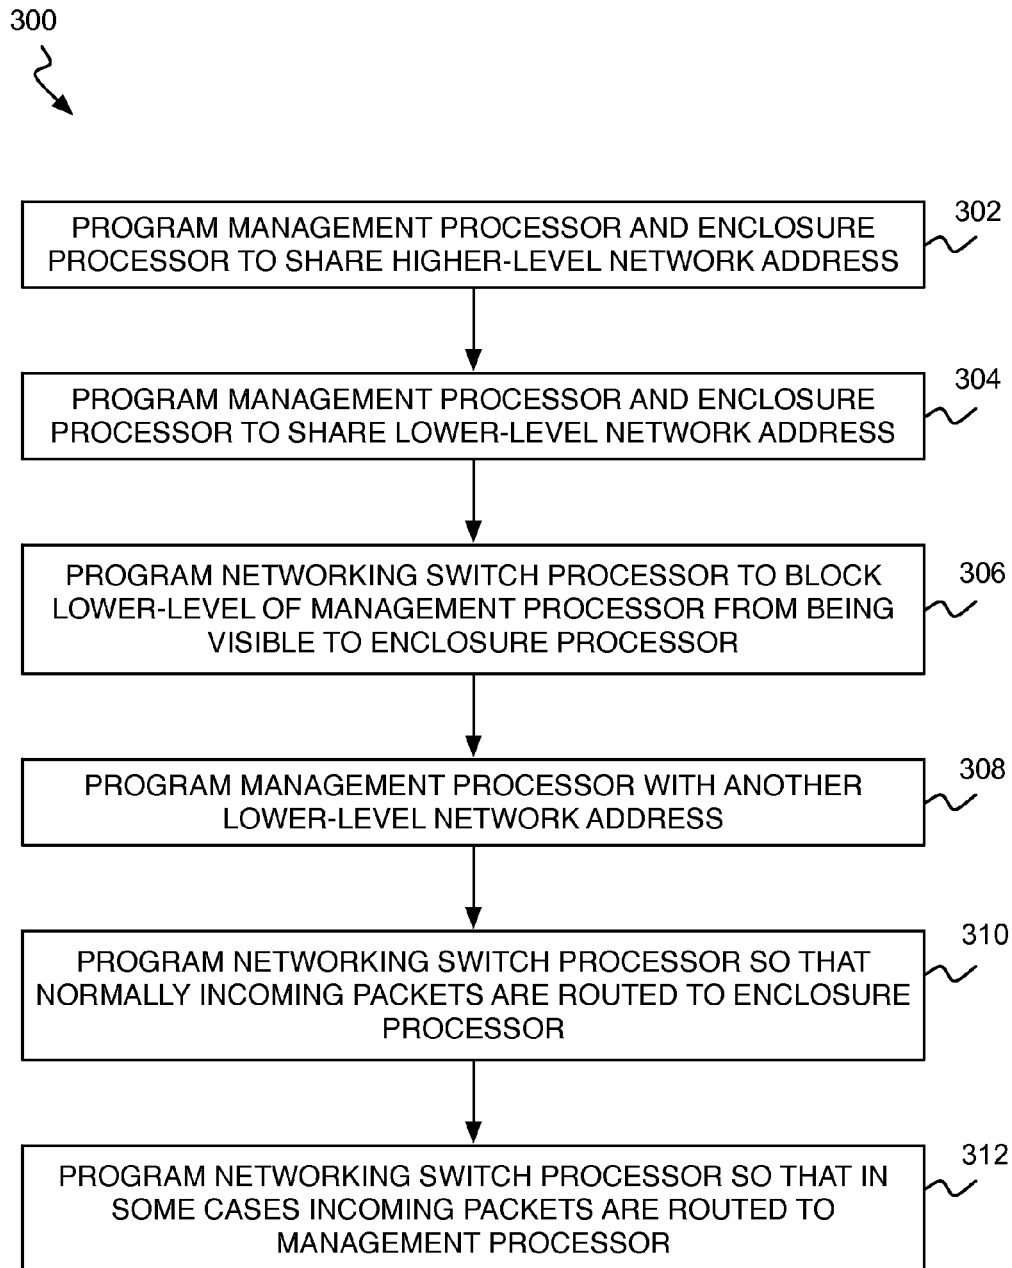 300
302
PROGRAM MANAGEMENT PROCESSOR AND ENCLOSURE
PROCESSOR TO SHARE HIGHER-LEVEL NETWORK ADDRESS
304
PROGRAM MANAGEMENT PROCESSOR AND ENCLOSURE
PROCESSOR TO SHARE LOWER-LEVEL NETWORK ADDRESS
306
PROGRAM NETWORKING SWITCH PROCESSOR TO BLOCK
LOWER-LEVEL OF MANAGEMENT PROCESSOR FROM BEING
VISIBLE TO ENCLOSURE PROCESSOR
308
PROGRAM MANAGEMENT PROCESSOR WITH ANOTHER
LOWER-LEVEL NETWORK ADDRESS
310
PROGRAM NETWORKING SWITCH PROCESSOR SO THAT
NORMALLY INCOMING PACKETS ARE ROUTED TO ENCLOSURE
PROCESSOR
312
PROGRAM NETWORKING SWITCH PROCESSOR SO THAT IN
SOME CASES INCOMING PACKETS ARE ROUTED TO
MANAGEMENT PROCESSOR